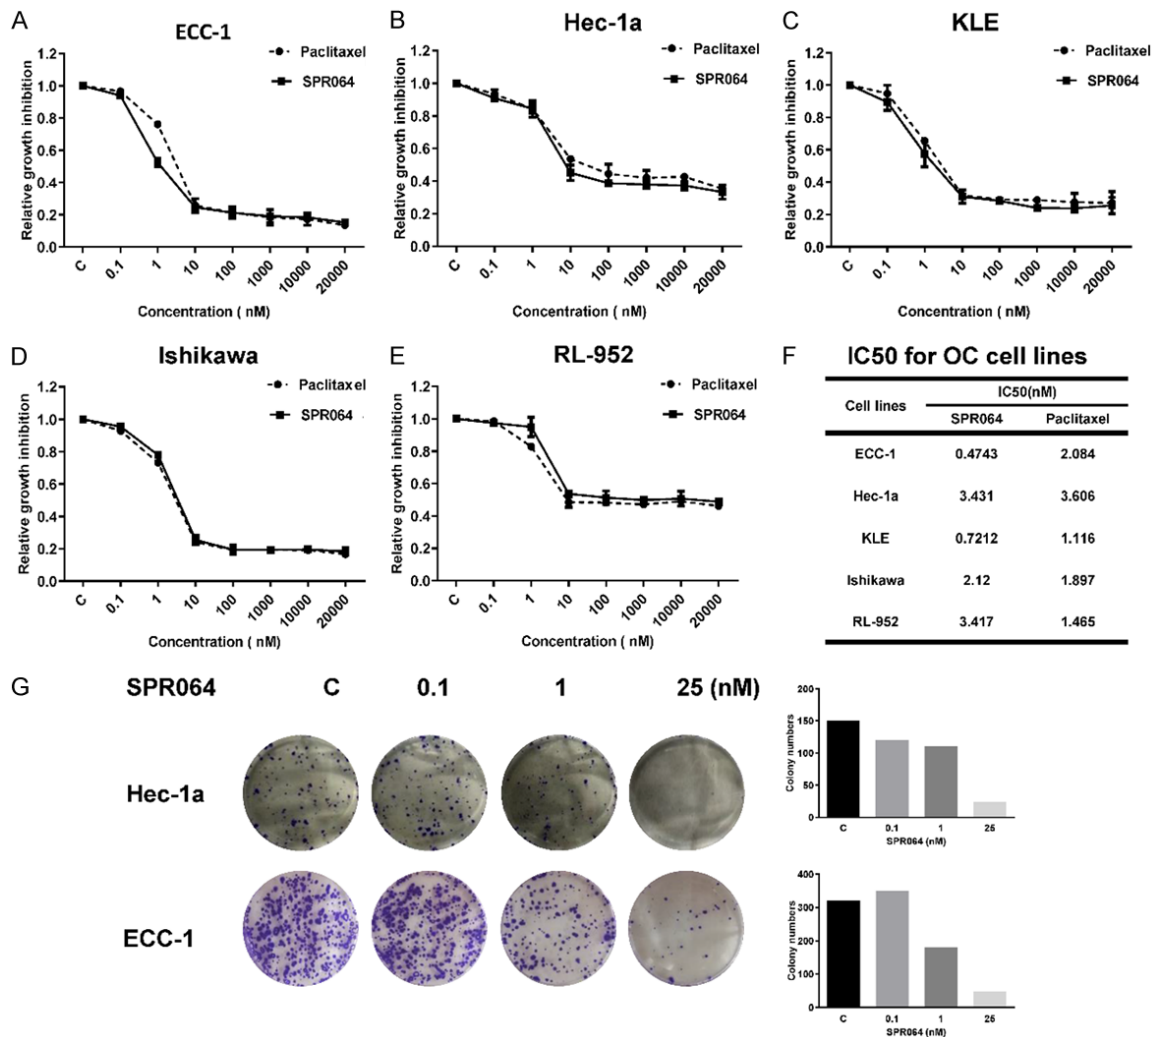 A
ECC-1
Paclitaxel
SPR064
Relative growth inhibition
1.2
1.0
0.8
0.6
0.4
0.2
0.0
C 0.1 1 10 100 1000 10000 20000
Concentration ( nM)
B
Hec-1a
Paclitaxel
SPR064
Relative growth inhibition
1.2
1.0
0.8
0.6
0.4
0.2
0.0
C 0.1 1 10 100 1000 10000 20000
Concentration ( nM)
C
KLE
Paclitaxel
SPR064
Relative growth inhibition
1.2
1.0
0.8
0.6
0.4
0.2
0.0
C 0.1 1 10 100 1000 10000 20000
Concentration ( nM)
D
Ishikawa
Paclitaxel
SPR064
Relative growth inhibition
1.2
1.0
0.8
0.6
0.4
0.2
0.0
C 0.1 1 10 100 1000 10000 20000
Concentration ( nM)
E
RL-952
Paclitaxel
SPR064
Relative growth inhibition
1.2
1.0
0.8
0.6
0.4
0.2
0.0
C 0.1 1 10 100 1000 10000 20000
Concentration ( nM)
F
IC50 for OC cell lines
Cell lines IC50(nM)
SPR064 Paclitaxel
ECC-1 0.4743 2.084
Hec-1a 3.431 3.606
KLE 0.7212 1.116
Ishikawa 2.12 1.897
RL-952 3.417 1.465
G
SPR064 C 0.1 1 25 (nM)
Hec-1a
Colony numbers
200
150
100
50
0
C 0.1 1 25
SPR064 (nM)
ECC-1
Colony numbers
400
300
200
100
0
C 0.1 1 25
SPR064 (nM)